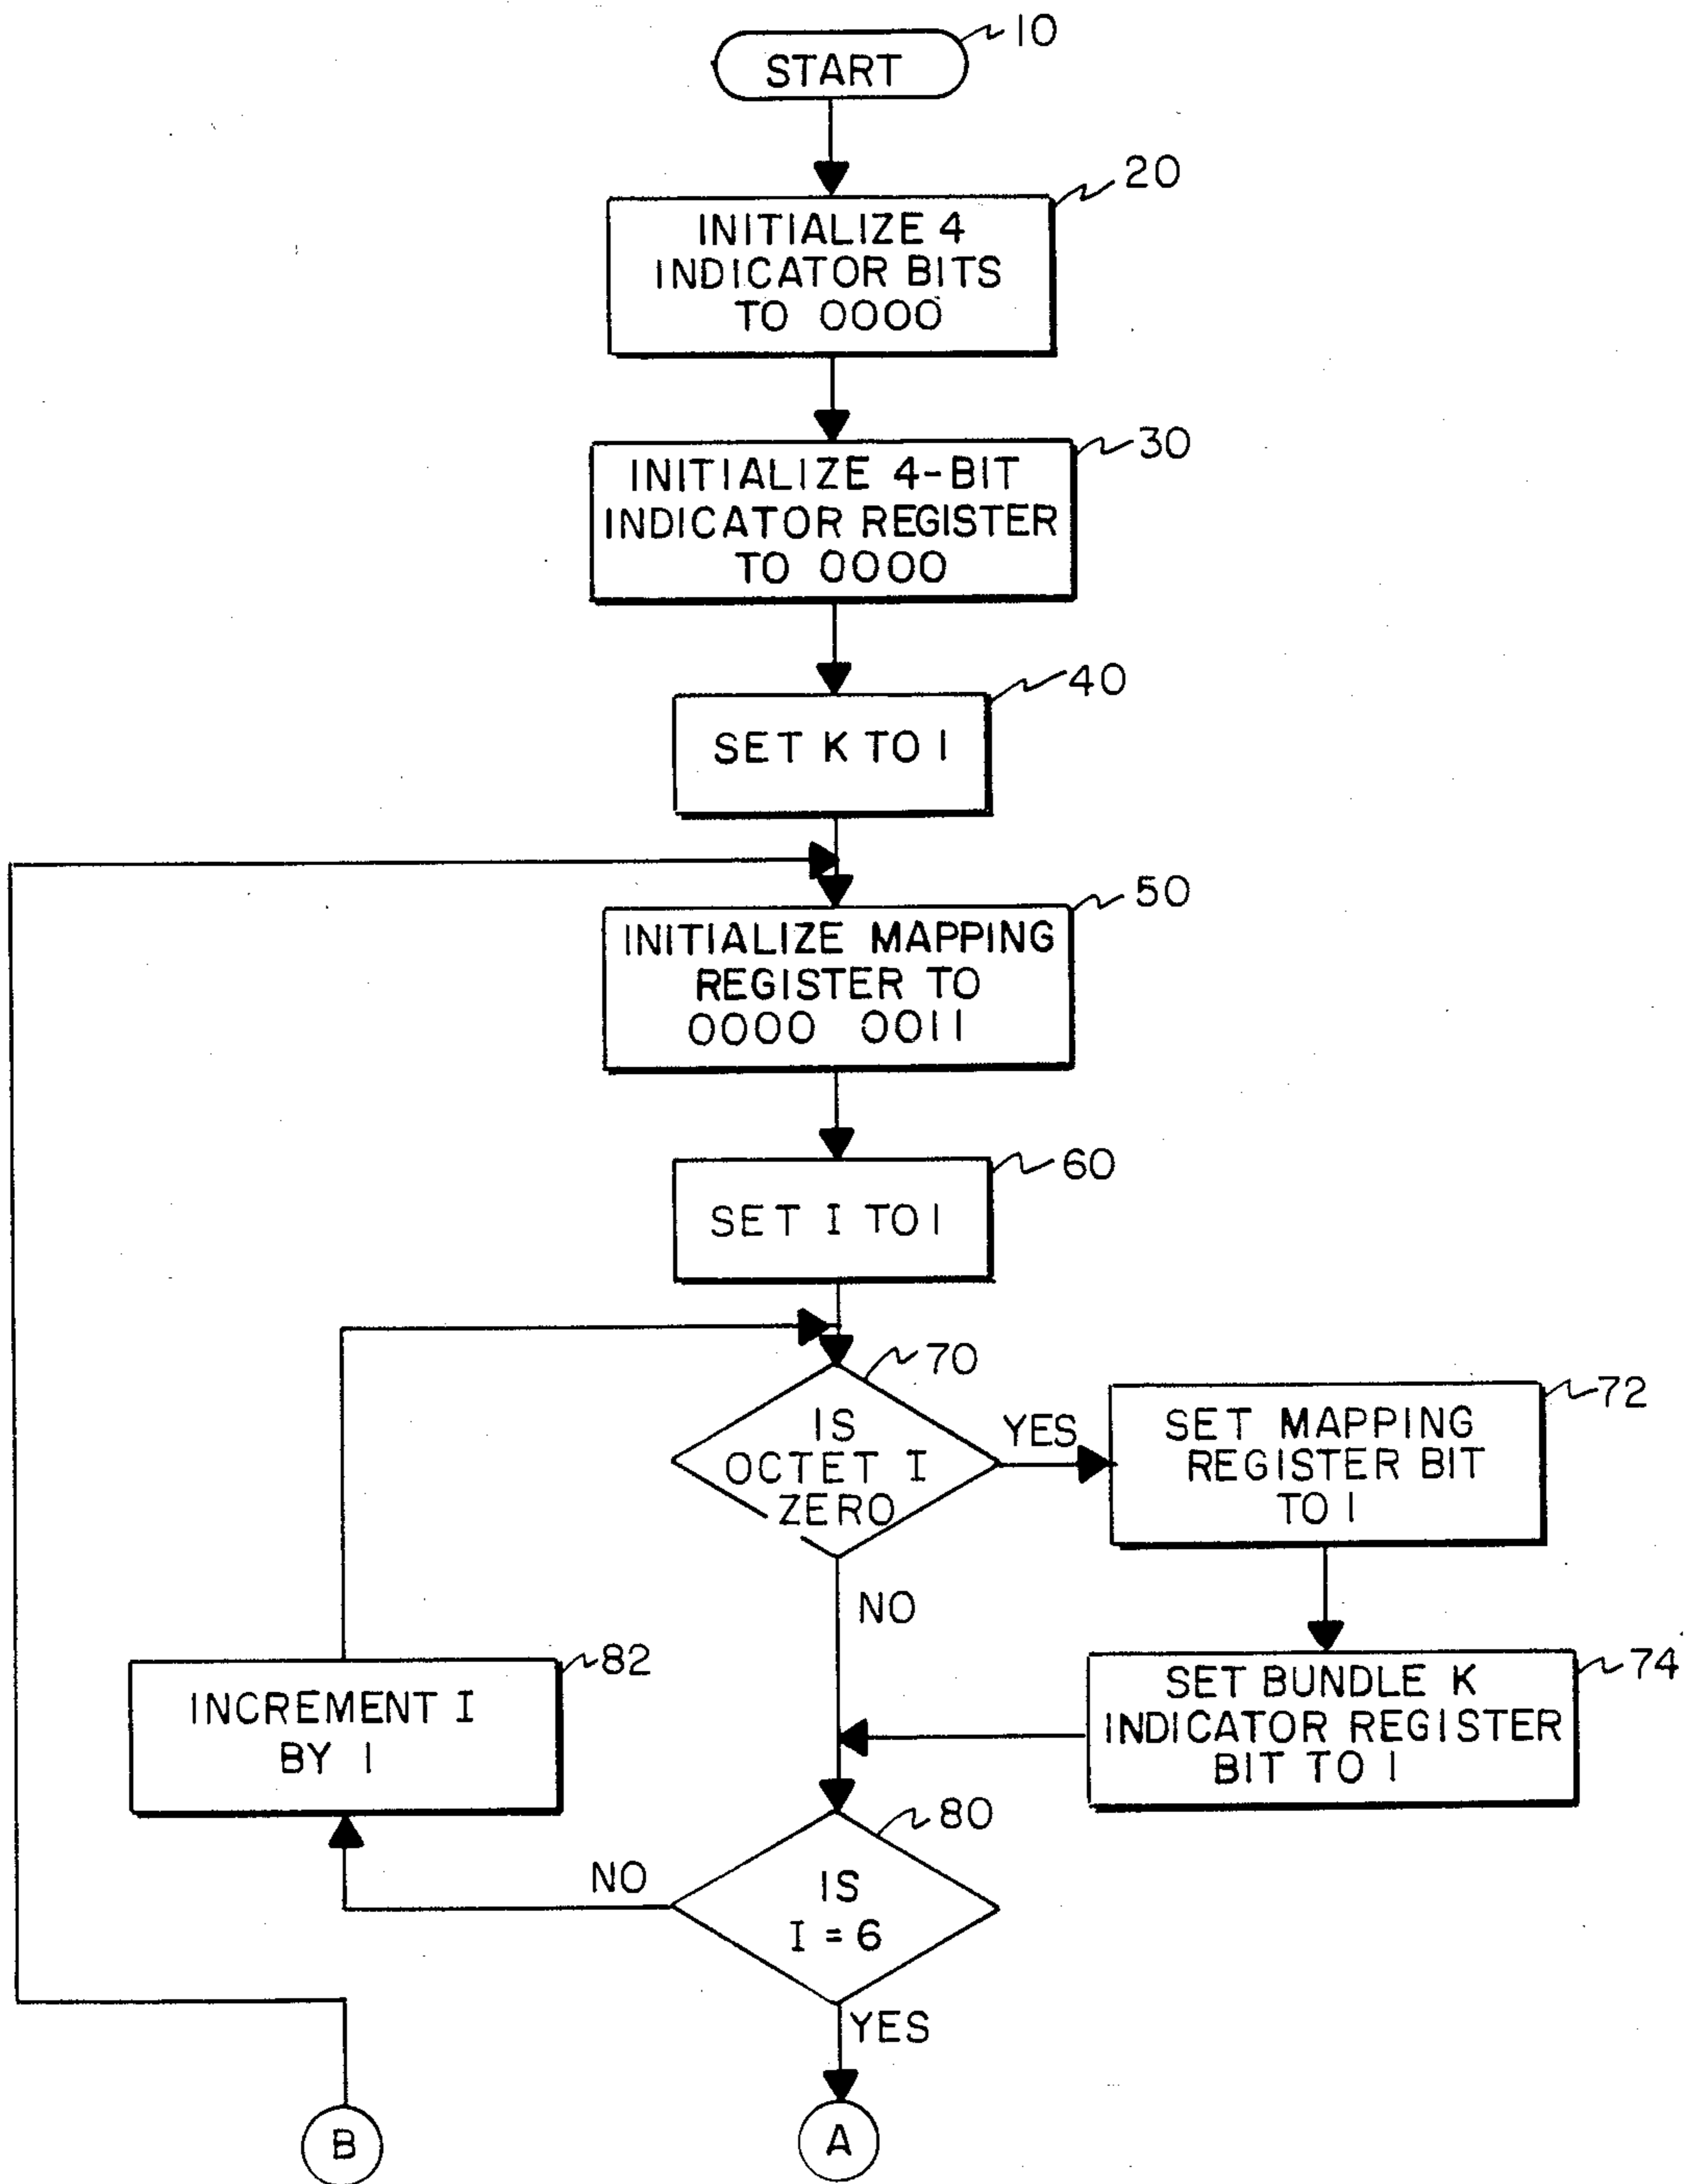 START
10
INITIALIZE 4
INDICATOR BITS
TO 0000
20
INITIALIZE 4-BIT
INDICATOR REGISTER
TO 0000
30
SET K TO 1
40
INITIALIZE MAPPING
REGISTER TO
0000 0011
50
SET I TO 1
60
IS
OCTET I
ZERO
70
YES
SET MAPPING
REGISTER BIT
TO 1
72
NO
SET BUNDLE K
INDICATOR REGISTER
BIT TO 1
74
INCREMENT I
BY 1
82
IS
I = 6
80
NO
YES
B
A